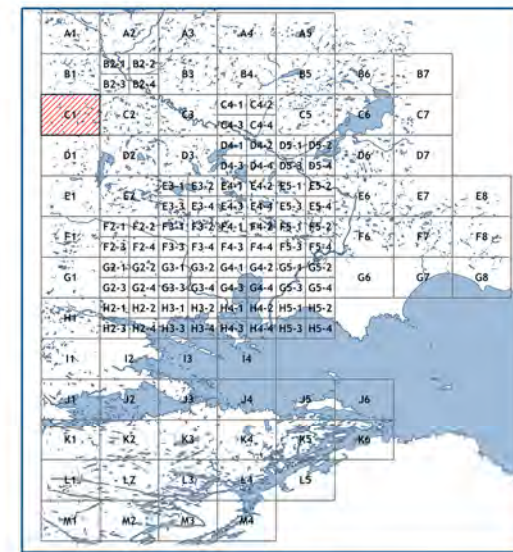 A1 A2 A3 A4 A5
B2-1 B2-2
B1 B3 B4 B5 B6 B7
B2-3 B2-4
C4-1 C4-2
C1 C2 C3 C5 C6 C7
C4-3 C4-4
D4-1 D4-2 D5-1 D5-2
D1 D2 D3 D6 D7
D4-3 D4-4 D5-3 D5-4
E3-1 E3-2 E4-1 E4-2 E5-1 E5-2
E1 E2 E6 E7 E8
E3-3 E3-4 E4-3 E4-4 E5-3 E5-4
F2-1 F2-2 F3-1 F3-2 F4-1 F4-2 F5-1 F5-2
F1 F6 F7 F8
F2-3 F2-4 F3-3 F3-4 F4-3 F4-4 F5-3 F5-4
G2-1 G2-2 G3-1 G3-2 G4-1 G4-2 G5-1 G5-2
G1 G6 G7 G8
G2-3 G2-4 G3-3 G3-4 G4-3 G4-4 G5-3 G5-4
H2-1 H2-2 H3-1 H3-2 H4-1 H4-2 H5-1 H5-2
H1
H2-3 H2-4 H3-3 H3-4 H4-3 H4-4 H5-3 H5-4
I1 I2 I3 I4
J1 J2 J3 J4 J5 J6
K1 K2 K3 K4 K5 K6
L1 L2 L3 L4 L5
M1 M2 M3 M4